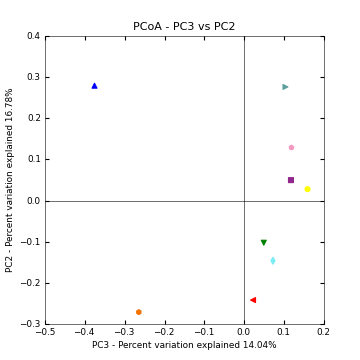 PCoA - PC3 vs PC2
0.4
0.3
0.2
0.1
0.0
−0.1
−0.2
−0.3
PC2 - Percent variation explained 16.78%
−0.5 −0.4 −0.3 −0.2 −0.1 0.0 0.1 0.2
PC3 - Percent variation explained 14.04%